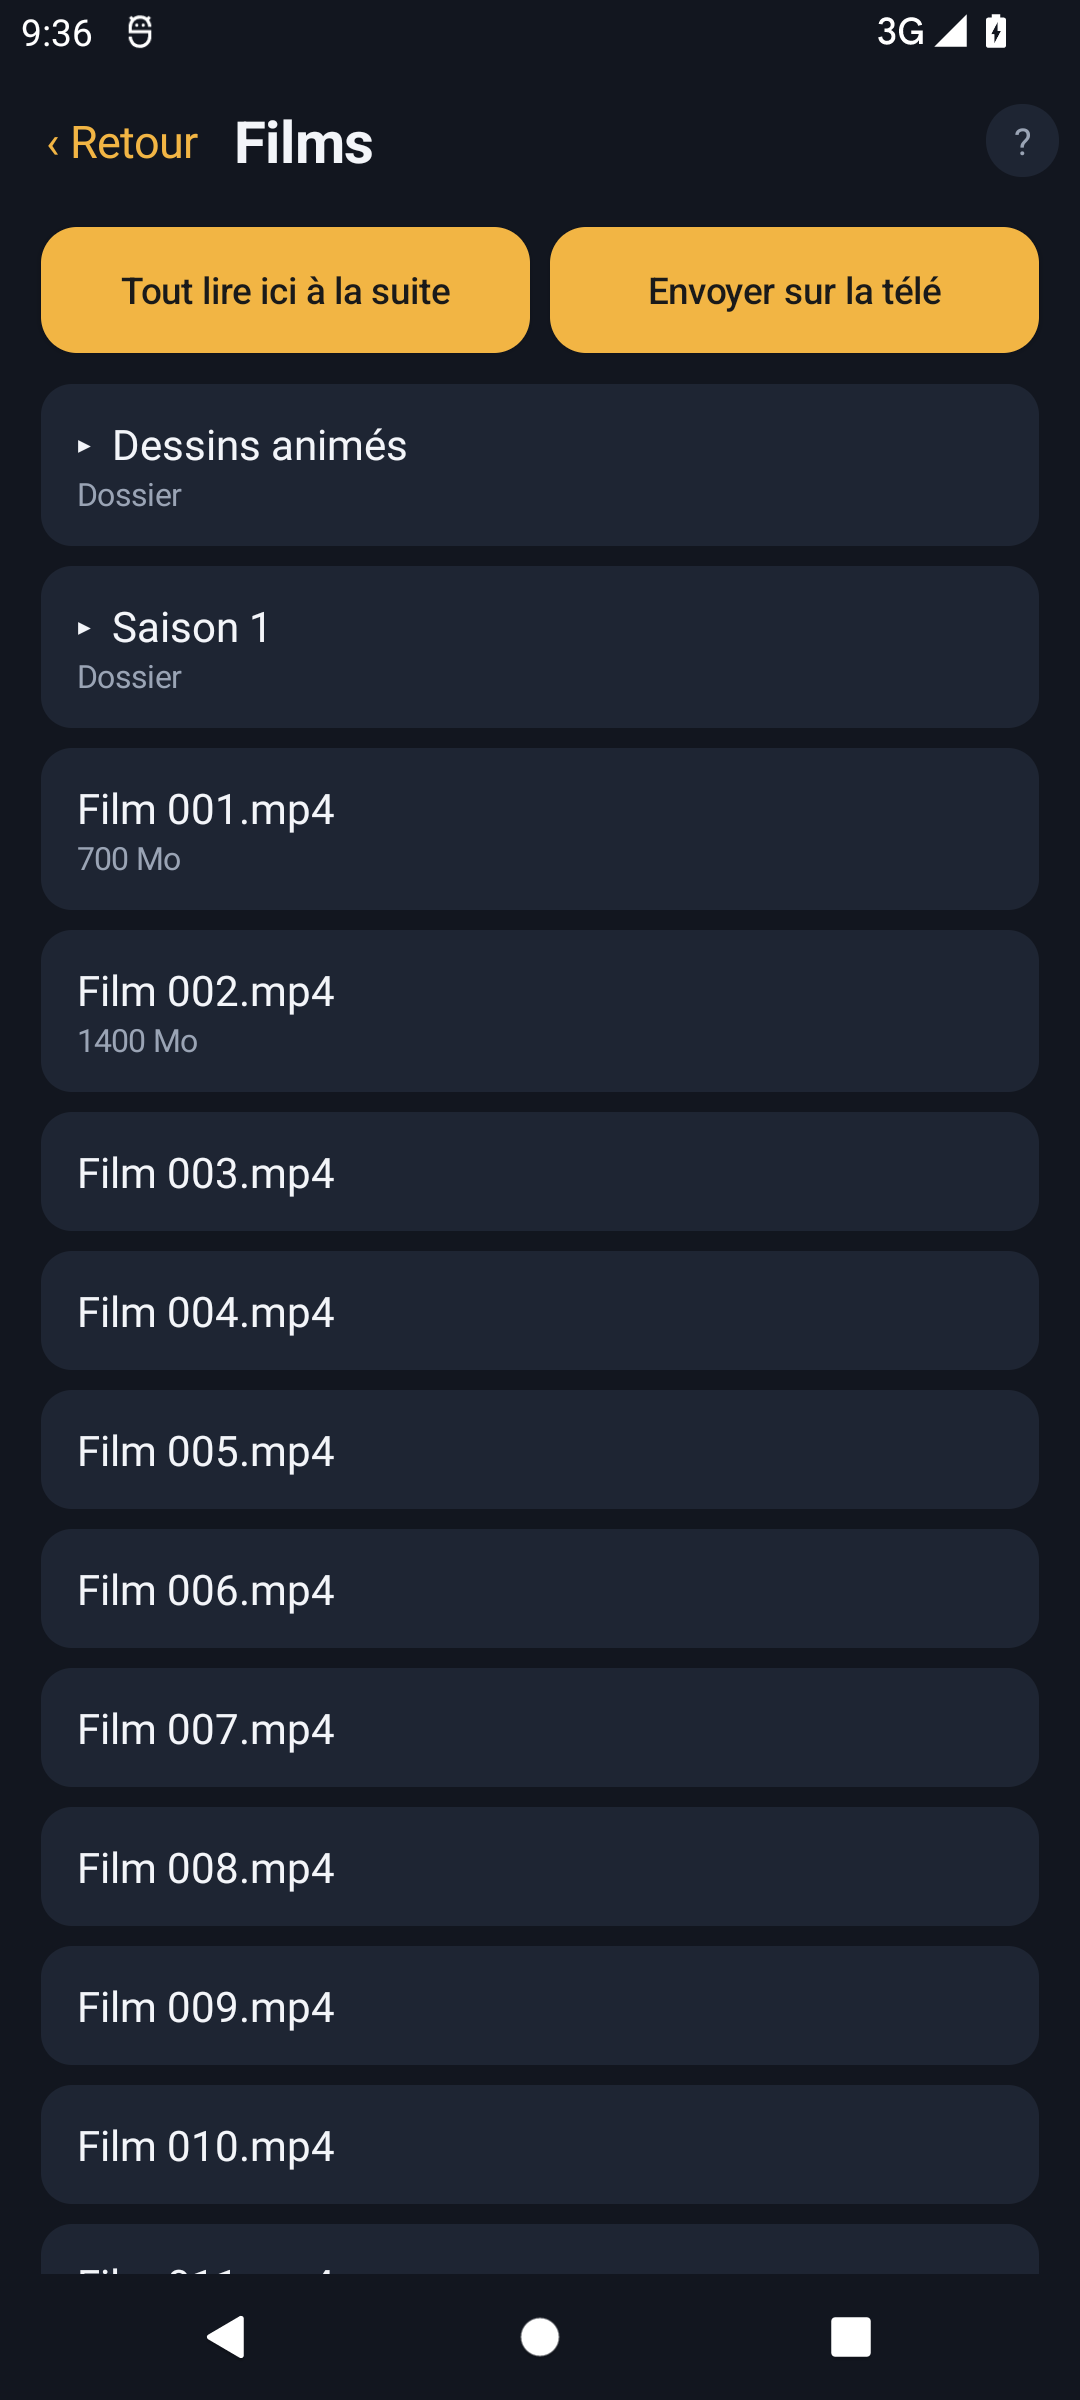 9:36
3G
‹ Retour Films
?
Tout lire ici à la suite
Envoyer sur la télé
▸ Dessins animés
Dossier
▸ Saison 1
Dossier
Film 001.mp4
700 Mo
Film 002.mp4
1400 Mo
Film 003.mp4
Film 004.mp4
Film 005.mp4
Film 006.mp4
Film 007.mp4
Film 008.mp4
Film 009.mp4
Film 010.mp4